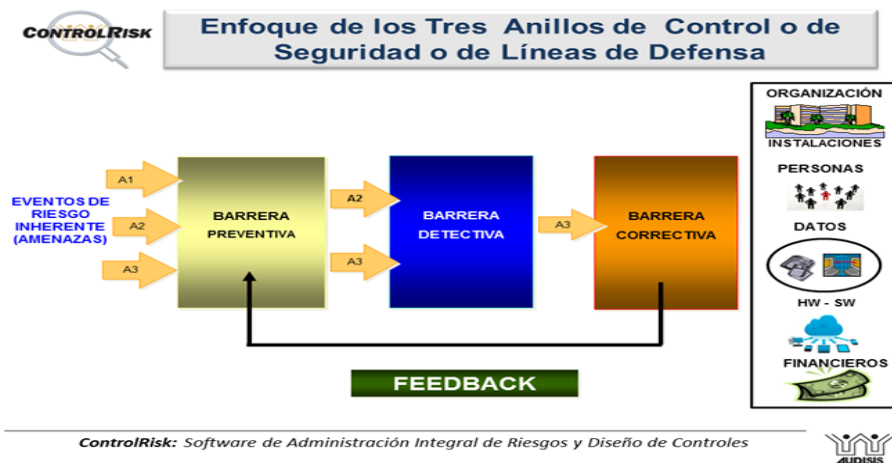 CONTROLRISK
Enfoque de los Tres Anillos de Control o de
Seguridad o de Líneas de Defensa
ORGANIZACIÓN
INSTALACIONES
PERSONAS
DATOS
HW - SW
FINANCIEROS
EVENTOS DE
RIESGO
INHERENTE
(AMENAZAS)
A1
A2
A3
BARRERA
PREVENTIVA
A2
A3
BARRERA
DETECTIVA
A3
BARRERA
CORRECTIVA
FEEDBACK
ControlRisk: Software de Administración Integral de Riesgos y Diseño de Controles
AUDISIS